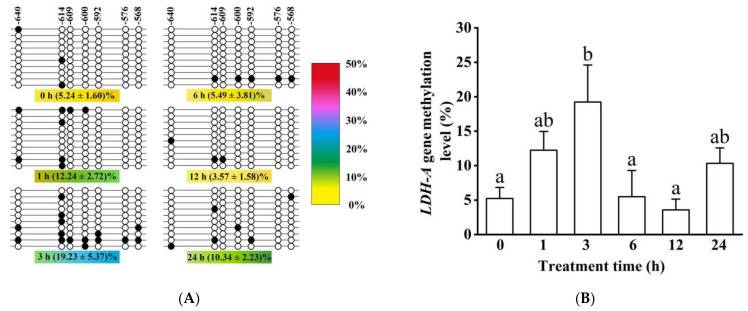 -640 -614 -609 -600 -592 -576 -568
-640 -614 -609 -600 -592 -576 -568
0 h (5.24 ± 1.60)%
6 h (5.49 ± 3.81)%
1 h (12.24 ± 2.72)%
12 h (3.57 ± 1.58)%
3 h (19.23 ± 5.37)%
24 h (10.34 ± 2.23)%
50%
40%
30%
20%
10%
0%
(A)
LDH-A gene methylation
level (%)
30
25
20
15
10
5
0
a ab b a a ab
0 1 3 6 12 24
Treatment time (h)
(B)